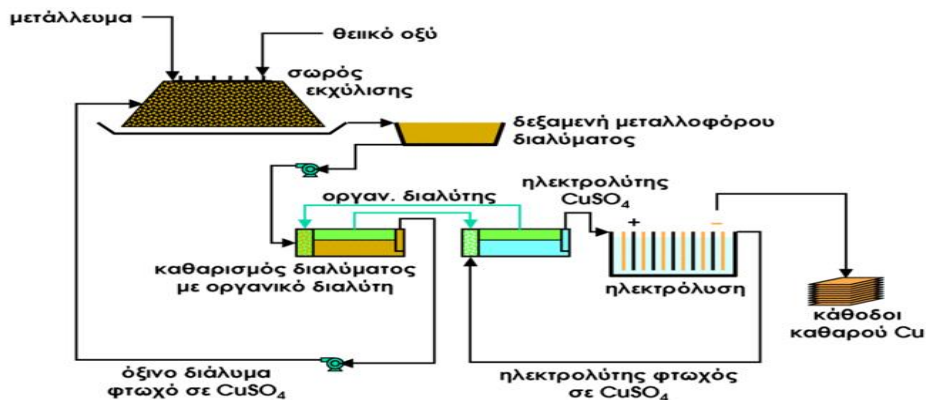 μετάλλευμα
θειικό οξύ
σωρός
εκχύλισης
δεξαμενή μεταλλοφόρου
διαλύματος
οργαν. διαλύτης
ηλεκτρολύτης
CuSO₄
+
−
καθαρισμός διαλύματος
με οργανικό διαλύτη
ηλεκτρόλυση
κάθοδοι
καθαρού Cu
όξινο διάλυμα
φτωχό σε CuSO₄
ηλεκτρολύτης φτωχός
σε CuSO₄